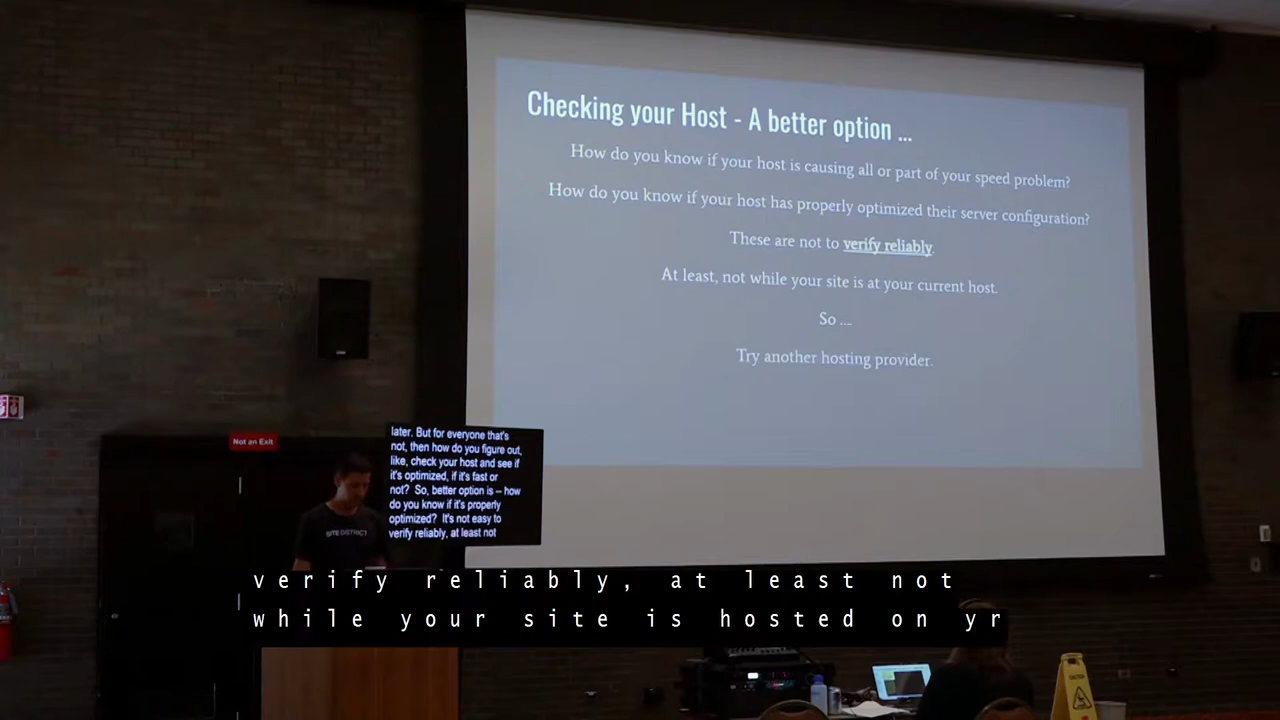 Checking your Host - A better option ...
How do you know if your host is causing all or part of your speed problem?
How do you know if your host has properly optimized their server configuration?
These are not to verify reliably.
At least, not while your site is at your current host.
So ....
Try another hosting provider.
Not an Exit
later. But for everyone that's
not, then how do you figure out,
like, check your host and see if
it's optimized, if it's fast or
not? So, better option is – how
do you know if it's properly
optimized? It's not easy to
verify reliably, at least not
SITE DISTRICT
verify reliably, at least not
while your site is hosted on yr
CAUTION